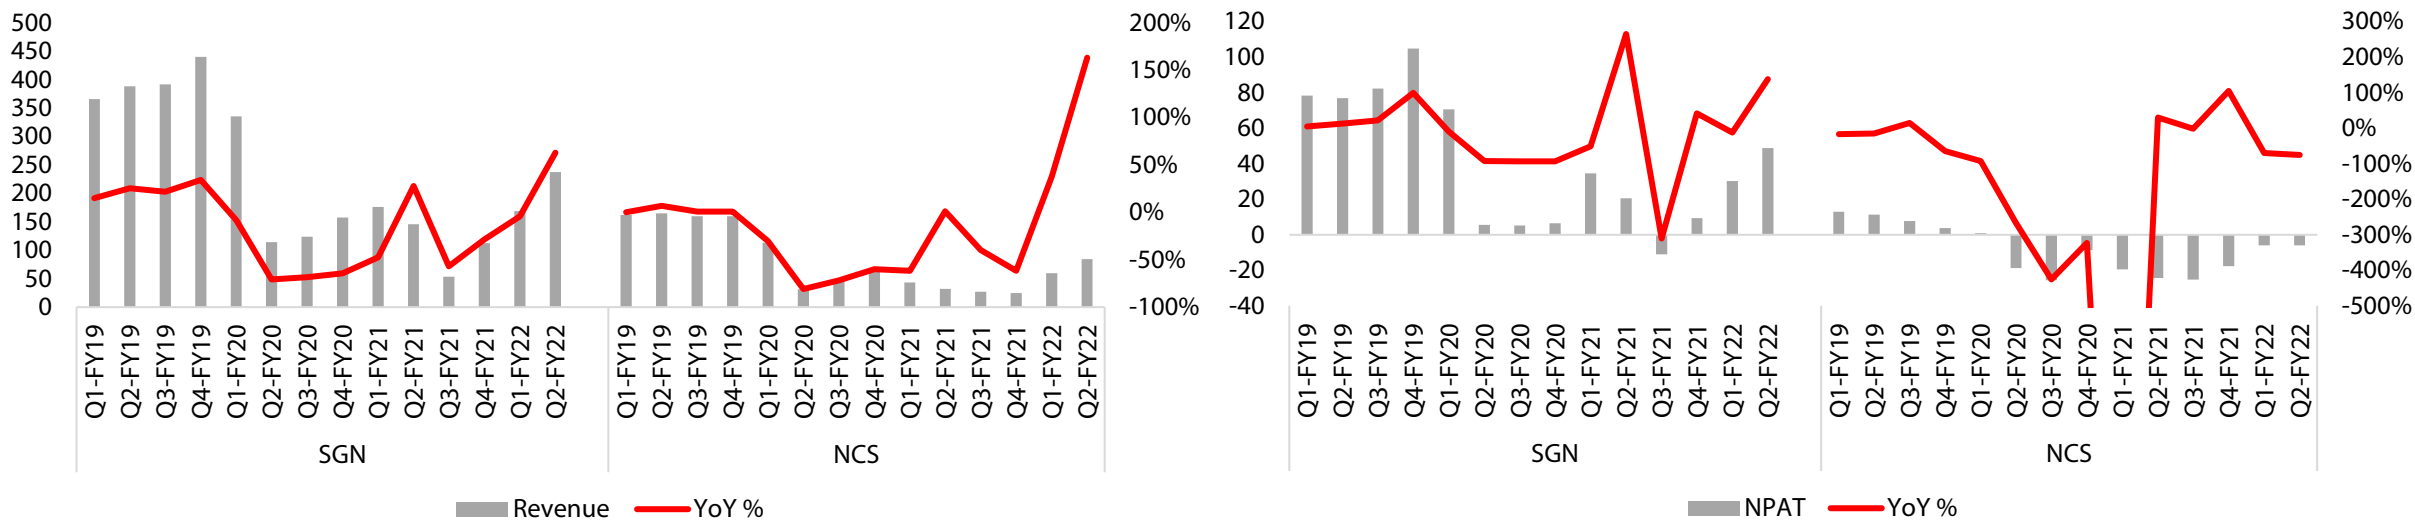 500
450
400
350
300
250
200
150
100
50
0
200%
150%
100%
50%
0%
-50%
-100%
Q1-FY19
Q2-FY19
Q3-FY19
Q4-FY19
Q1-FY20
Q2-FY20
Q3-FY20
Q4-FY20
Q1-FY21
Q2-FY21
Q3-FY21
Q4-FY21
Q1-FY22
Q2-FY22
Q1-FY19
Q2-FY19
Q3-FY19
Q4-FY19
Q1-FY20
Q2-FY20
Q3-FY20
Q4-FY20
Q1-FY21
Q2-FY21
Q3-FY21
Q4-FY21
Q1-FY22
Q2-FY22
SGN
NCS
Revenue
YoY %
120
100
80
60
40
20
0
-20
-40
300%
200%
100%
0%
-100%
-200%
-300%
-400%
-500%
Q1-FY19
Q2-FY19
Q3-FY19
Q4-FY19
Q1-FY20
Q2-FY20
Q3-FY20
Q4-FY20
Q1-FY21
Q2-FY21
Q3-FY21
Q4-FY21
Q1-FY22
Q2-FY22
Q1-FY19
Q2-FY19
Q3-FY19
Q4-FY19
Q1-FY20
Q2-FY20
Q3-FY20
Q4-FY20
Q1-FY21
Q2-FY21
Q3-FY21
Q4-FY21
Q1-FY22
Q2-FY22
SGN
NCS
NPAT
YoY %